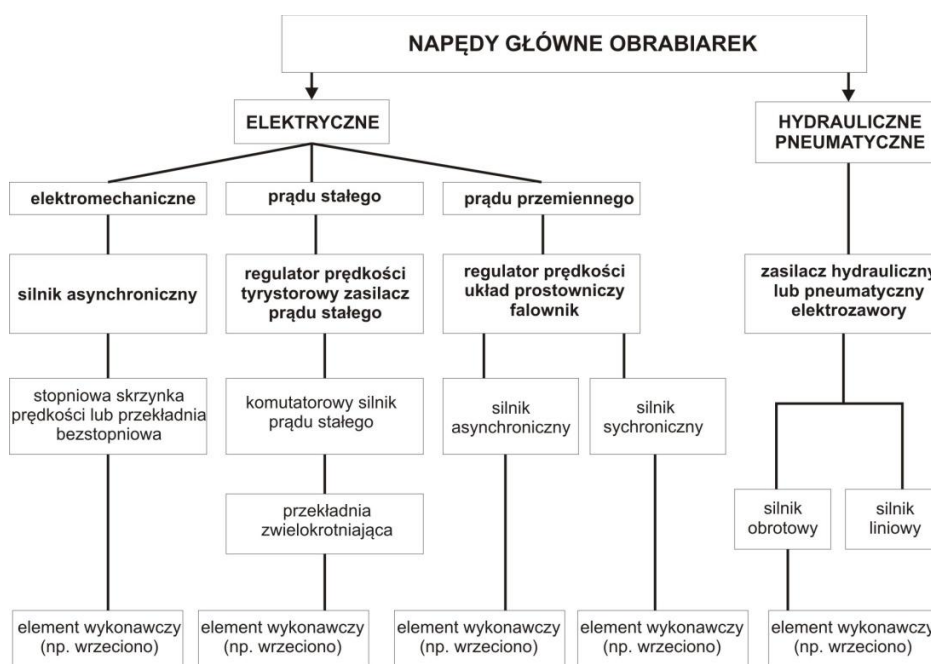 NAPĘDY GŁÓWNE OBRABIAREK
ELEKTRYCZNE
HYDRAULICZNE
PNEUMATYCZNE
elektromechaniczne
prądu stałego
prądu przemiennego
silnik asynchroniczny
regulator prędkości
tyrystorowy zasilacz
prądu stałego
regulator prędkości
układ prostowniczy
falownik
zasilacz hydrauliczny
lub pneumatyczny
elektrozawory
stopniowa skrzynka
prędkości lub przekładnia
bezstopniowa
komutatorowy silnik
prądu stałego
silnik
asynchroniczny
silnik
sychroniczny
przekładnia
zwielokrotniająca
silnik
obrotowy
silnik
liniowy
element wykonawczy
(np. wrzeciono)
element wykonawczy
(np. wrzeciono)
element wykonawczy
(np. wrzeciono)
element wykonawczy
(np. wrzeciono)
element wykonawczy
(np. wrzeciono)